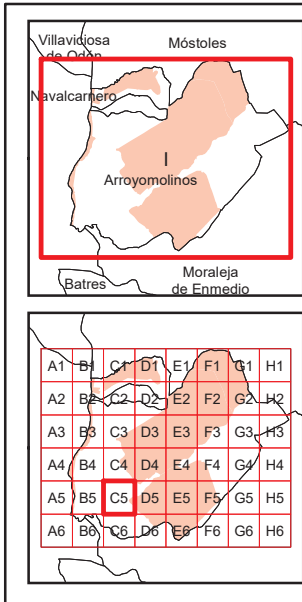 Villaviciosa
de Odón
Móstoles
Navalcarnero
I
Arroyomolinos
Batres
Moraleja
de Enmedio
A1 B1 C1 D1 E1 F1 G1 H1
A2 B2 C2 D2 E2 F2 G2 H2
A3 B3 C3 D3 E3 F3 G3 H3
A4 B4 C4 D4 E4 F4 G4 H4
A5 B5 C5 D5 E5 F5 G5 H5
A6 B6 C6 D6 E6 F6 G6 H6